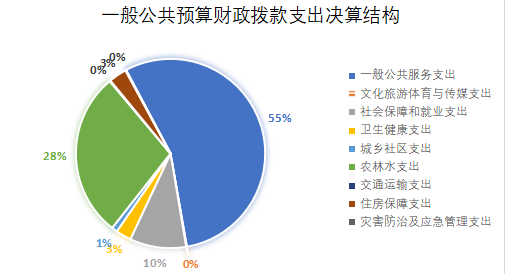 一般公共预算财政拨款支出决算结构
0%
3%
0%
55%
28%
1%
3%
10%
0%
一般公共服务支出
文化旅游体育与传媒支出
社会保障和就业支出
卫生健康支出
城乡社区支出
农林水支出
交通运输支出
住房保障支出
灾害防治及应急管理支出